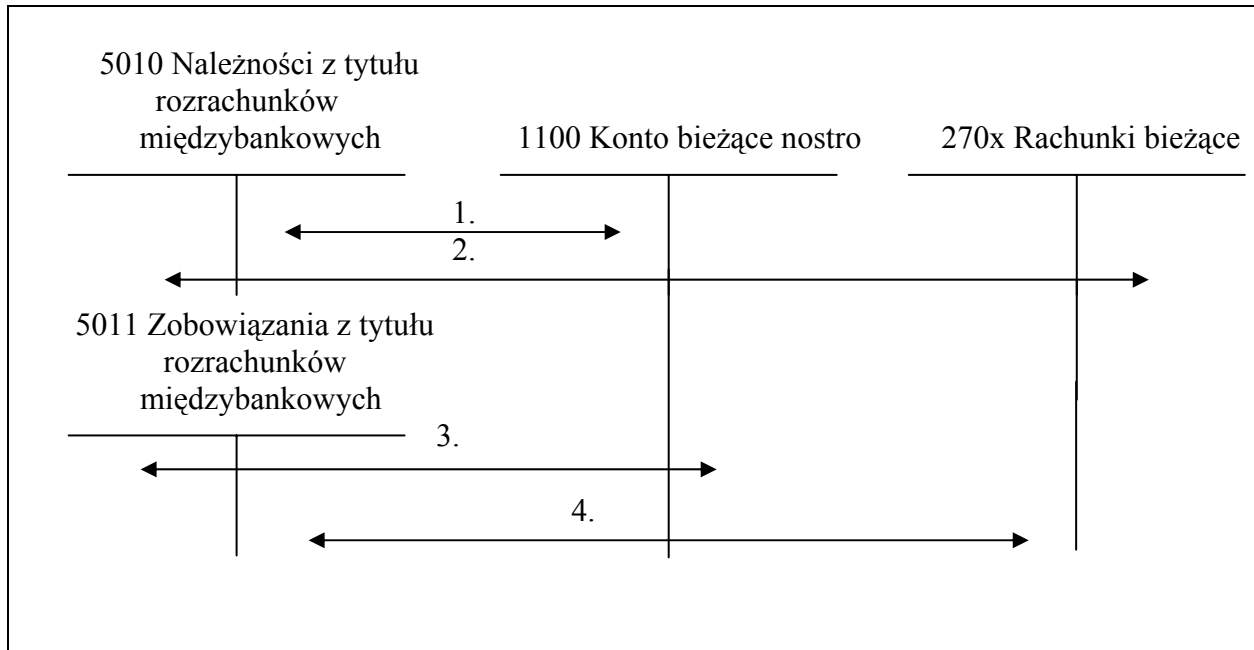 5010 Należności z tytułu
rozrachunków
międzybankowych
1100 Konto bieżące nostro
270x Rachunki bieżące
1.
2.
5011 Zobowiązania z tytułu
rozrachunków
międzybankowych
3.
4.